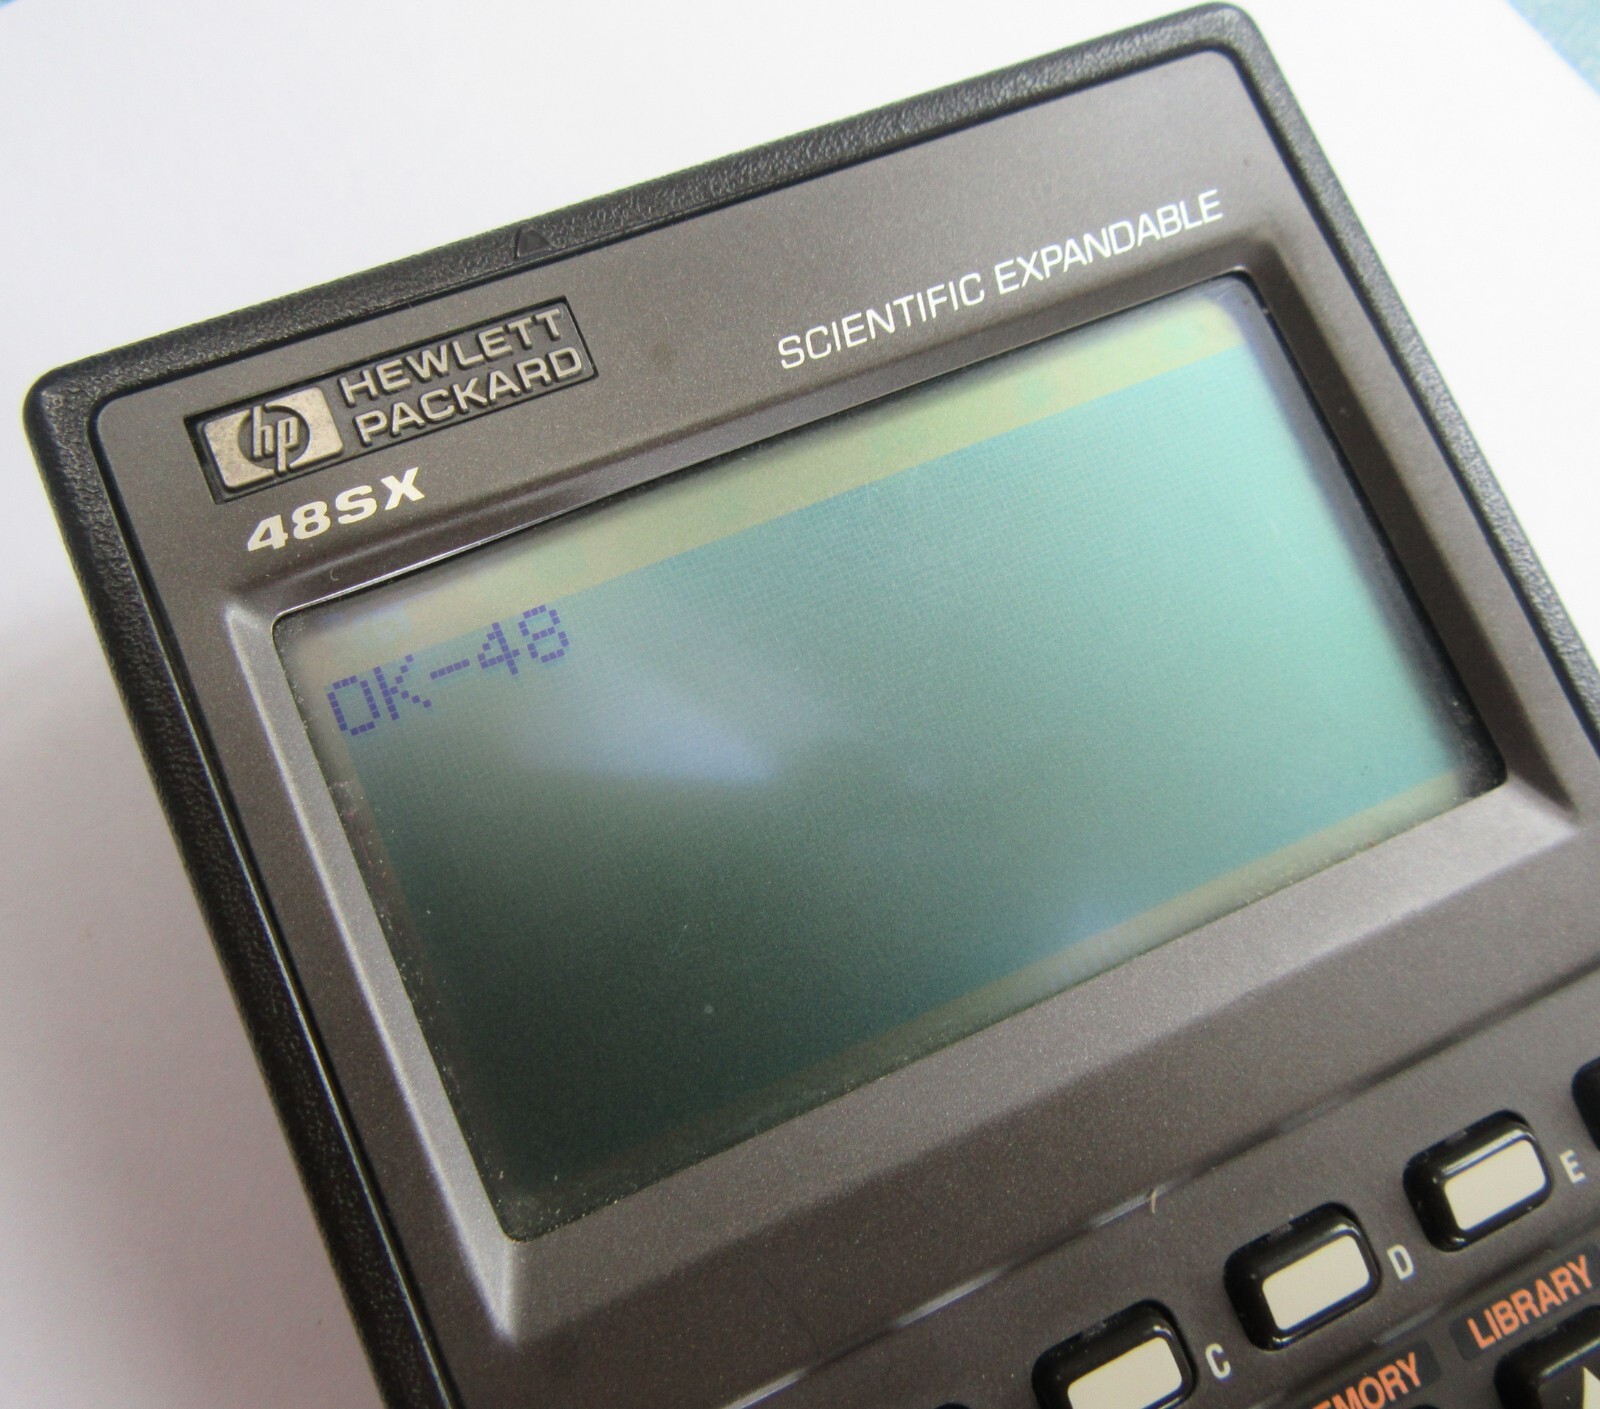 SCIENTIFIC EXPANDABLE
hp HEWLETT
PACKARD
48SX
OK-48
E
D
LIBRARY
C